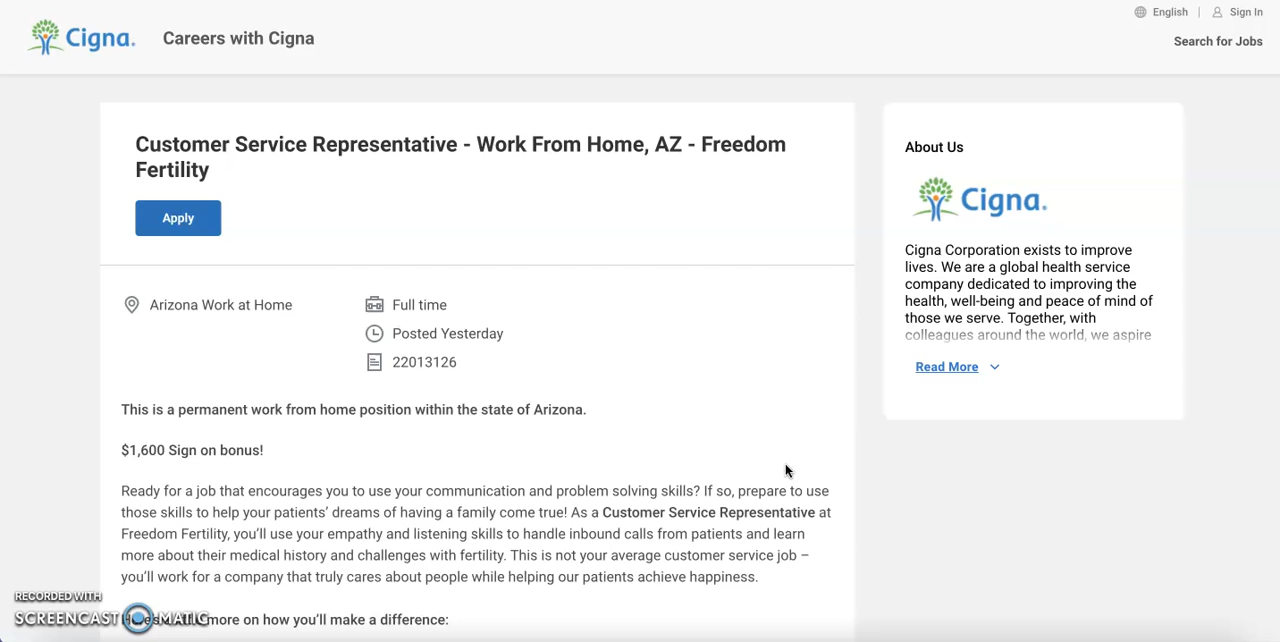 English | Sign In
Cigna. Careers with Cigna
Search for Jobs
Customer Service Representative - Work From Home, AZ - Freedom
Fertility
Apply
Arizona Work at Home
Full time
Posted Yesterday
22013126
This is a permanent work from home position within the state of Arizona.
$1,600 Sign on bonus!
Ready for a job that encourages you to use your communication and problem solving skills? If so, prepare to use
those skills to help your patients’ dreams of having a family come true! As a Customer Service Representative at
Freedom Fertility, you’ll use your empathy and listening skills to handle inbound calls from patients and learn
more about their medical history and challenges with fertility. This is not your average customer service job –
you’ll work for a company that truly cares about people while helping our patients achieve happiness.
more on how you’ll make a difference:
About Us
Cigna.
Cigna Corporation exists to improve
lives. We are a global health service
company dedicated to improving the
health, well-being and peace of mind of
those we serve. Together, with
colleagues around the world, we aspire
Read More
RECORDED WITH
SCREENCAST MATIC